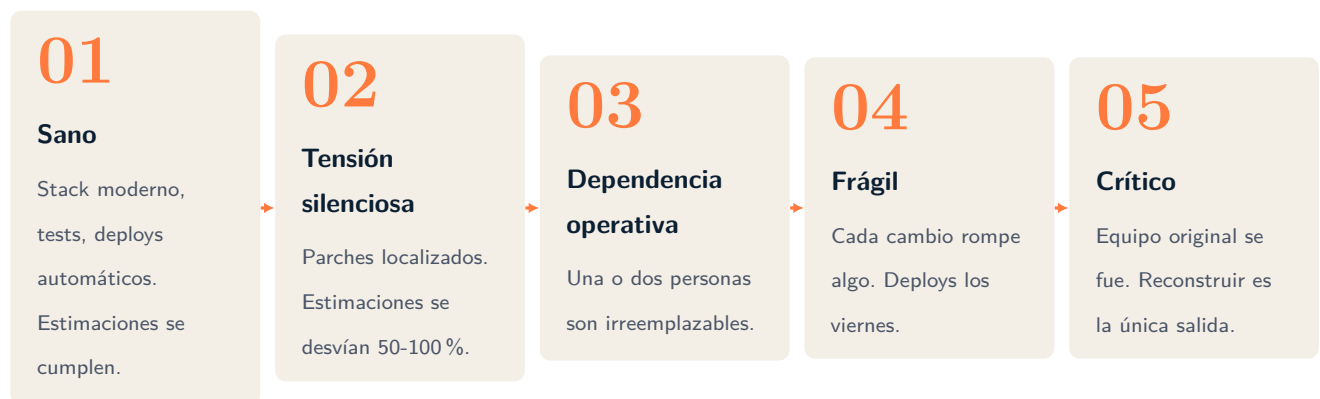 01
Sano
Stack moderno,
tests, deploys
automáticos.
Estimaciones se
cumplen.
02
Tensión
silenciosa
Parches localizados.
Estimaciones se
desvían 50-100 %.
03
Dependencia
operativa
Una o dos personas
son irreemplazables.
04
Frágil
Cada cambio rompe
algo. Deploys los
viernes.
05
Crítico
Equipo original se
fue. Reconstruir es
la única salida.